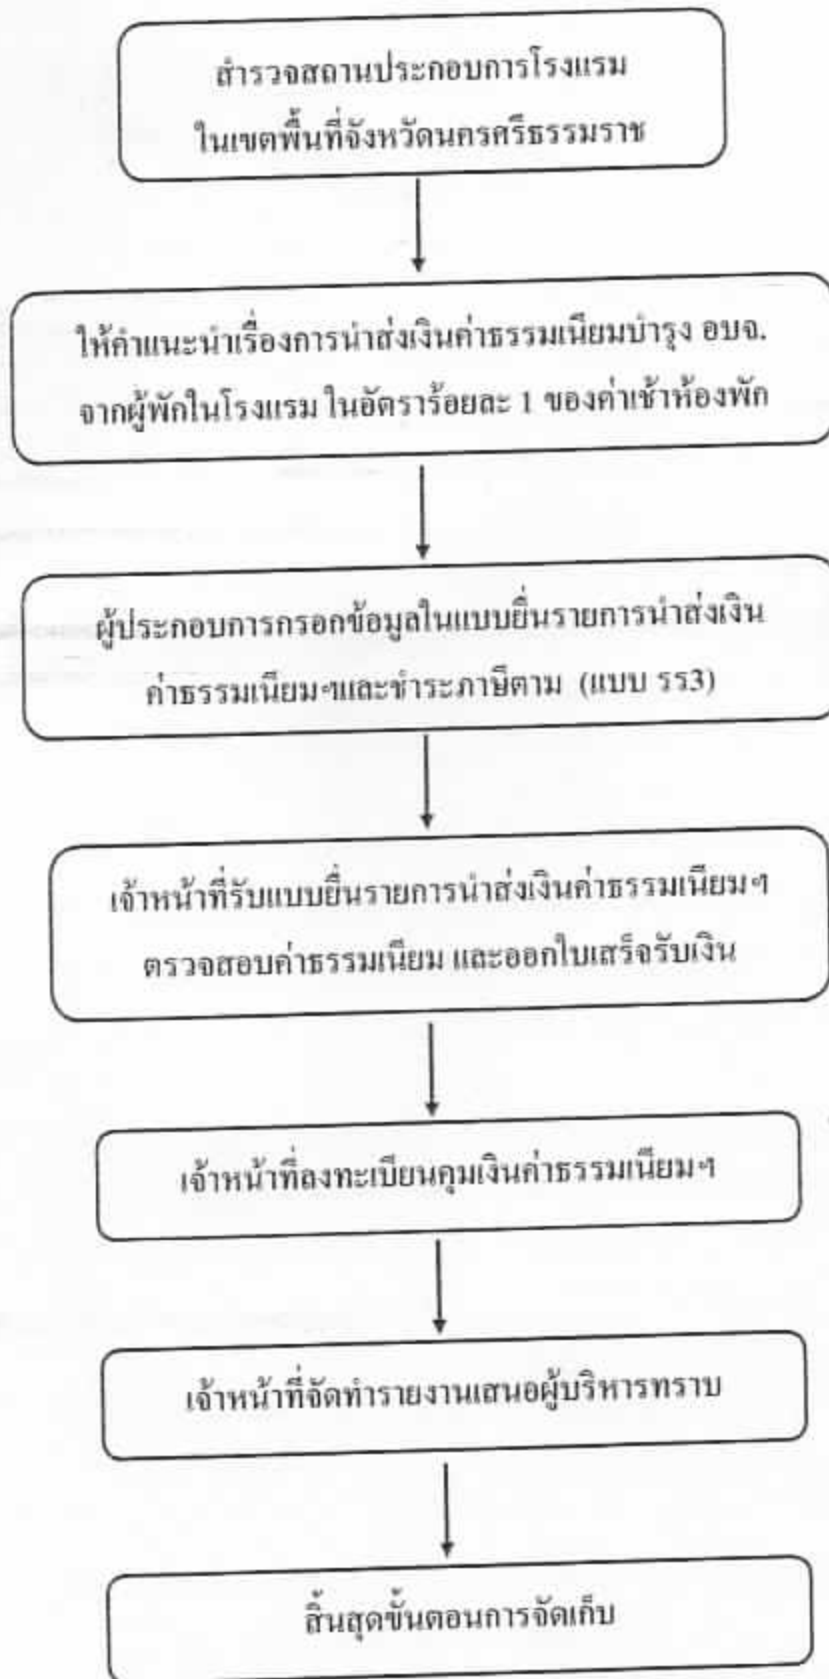 สำรวจสถานประกอบการโรงแรม
ในเขตพื้นที่จังหวัดนครศรีธรรมราช
ให้คำแนะนำเรื่องการนำส่งเงินค่าธรรมเนียมบำรุง อบจ.
จากผู้พักในโรงแรม ในอัตราร้อยละ 1 ของค่าเช้าห้องพัก
ผู้ประกอบการกรอกข้อมูลในแบบยื่นรายการนำส่งเงิน
ค่าธรรมเนียมฯและชำระภาษีตาม (แบบ รร3)
เจ้าหน้าที่รับแบบยื่นรายการนำส่งเงินค่าธรรมเนียมฯ
ตรวจสอบค่าธรรมเนียม และออกใบเสร็จรับเงิน
เจ้าหน้าที่ลงทะเบียนคุมเงินค่าธรรมเนียมฯ
เจ้าหน้าที่จัดทำรายงานเสนอผู้บริหารทราบ
สิ้นสุดขั้นตอนการจัดเก็บ